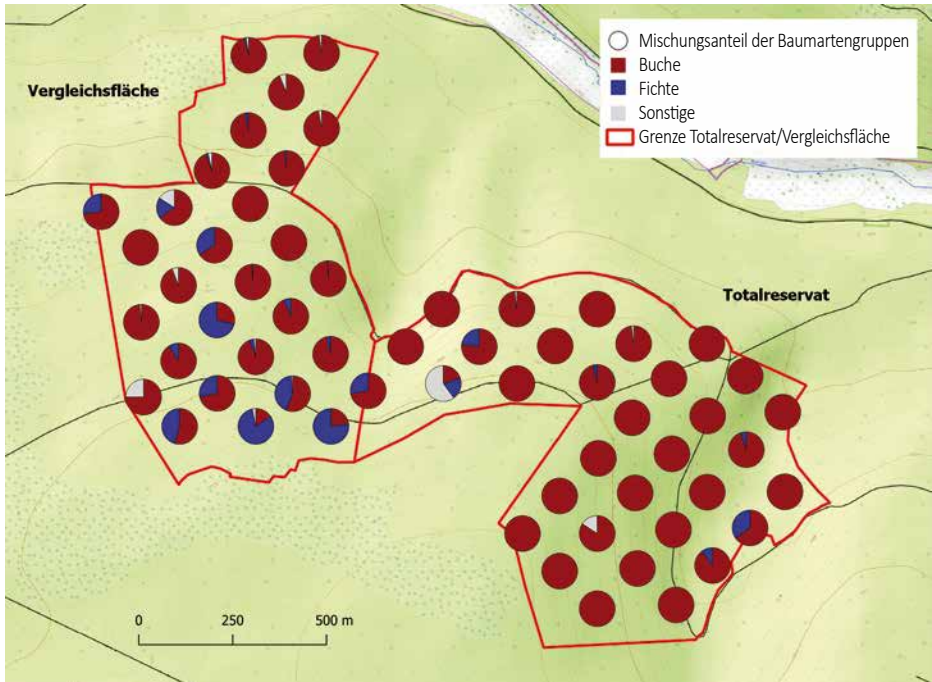 Mischungsanteil der Baumartengruppen
Buche
Fichte
Sonstige
Grenze Totalreservat/Vergleichsfläche
Vergleichsfläche
Totalreservat
0 250 500 m